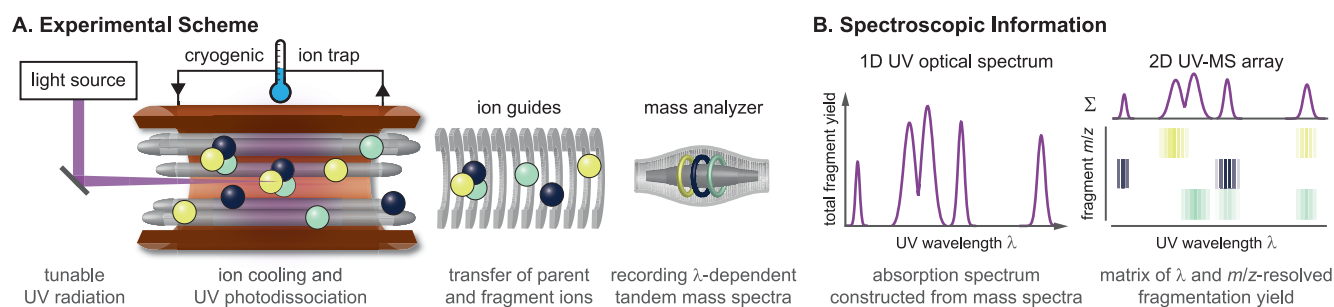 A. Experimental Scheme
cryogenic ion trap
light source
ion guides
mass analyzer
tunable
UV radiation
ion cooling and
UV photodissociation
transfer of parent
and fragment ions
recording λ-dependent
tandem mass spectra
B. Spectroscopic Information
1D UV optical spectrum
total fragment yield
UV wavelength λ
absorption spectrum
constructed from mass spectra
2D UV-MS array
Σ
fragment m/z
UV wavelength λ
matrix of λ and m/z-resolved
fragmentation yield